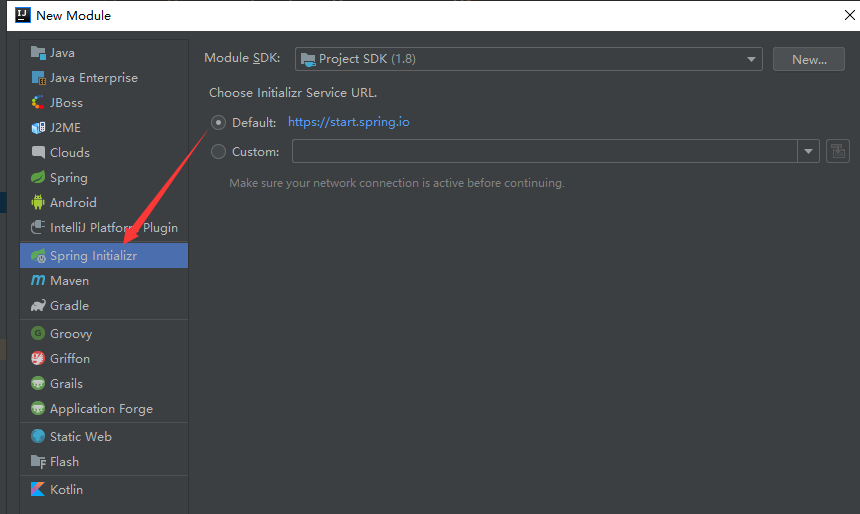 New Module
Java
Java Enterprise
JBoss
J2ME
Clouds
Spring
Android
IntelliJ Platform Plugin
Spring Initializr
Maven
Gradle
Groovy
Griffon
Grails
Application Forge
Static Web
Flash
Kotlin
Module SDK: Project SDK (1.8) New...
Choose Initializr Service URL.
Default: https://start.spring.io
Custom:
Make sure your network connection is active before continuing.